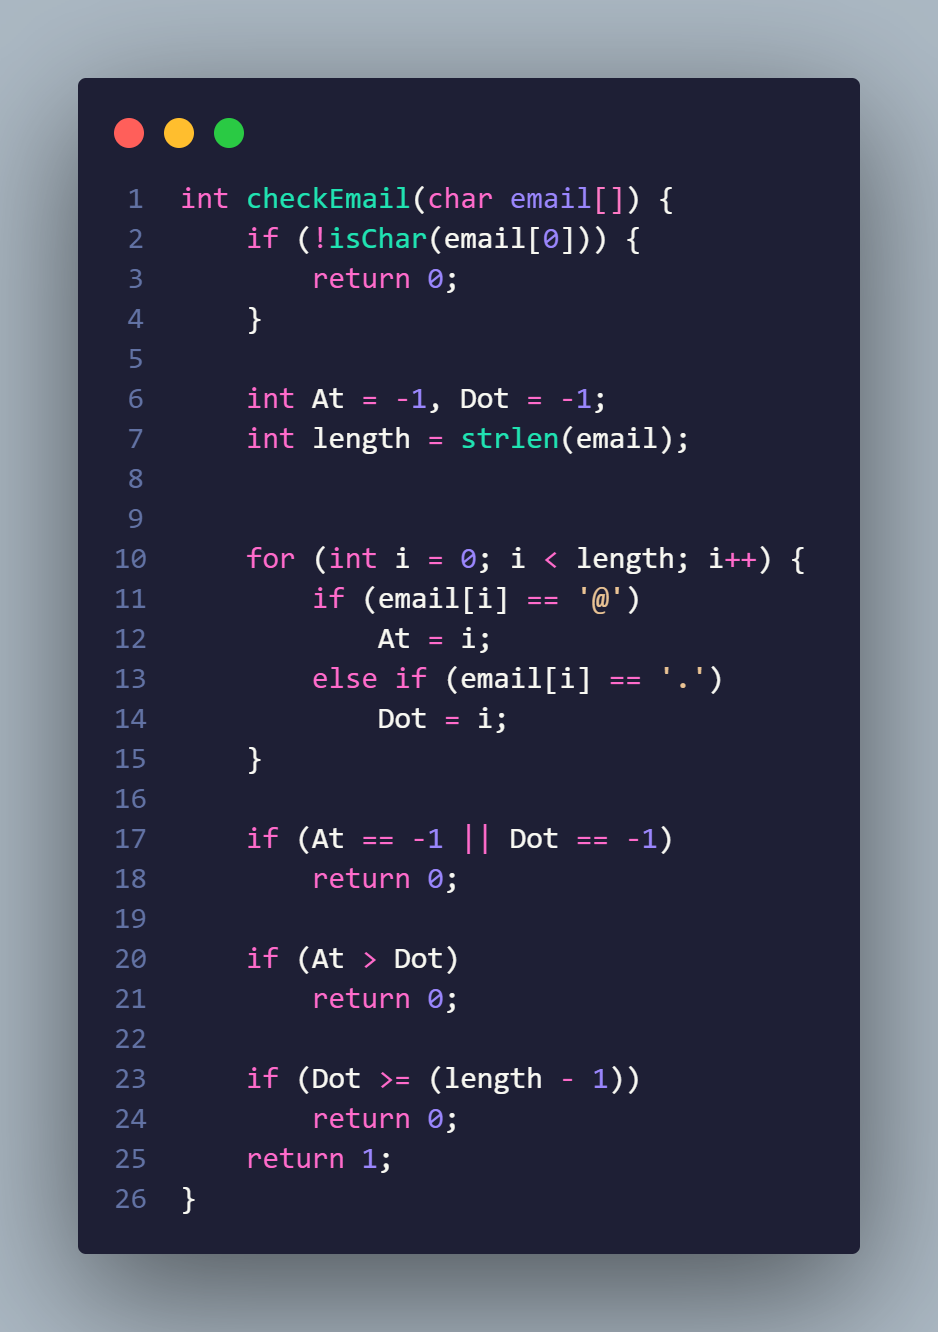 1 int checkEmail(char email[]) {
2     if (!isChar(email[0])) {
3         return 0;
4     }
5
6     int At = -1, Dot = -1;
7     int length = strlen(email);
8
9
10     for (int i = 0; i < length; i++) {
11         if (email[i] == '@')
12             At = i;
13         else if (email[i] == '.')
14             Dot = i;
15     }
16
17     if (At == -1 || Dot == -1)
18         return 0;
19
20     if (At > Dot)
21         return 0;
22
23     if (Dot >= (length - 1))
24         return 0;
25     return 1;
26 }